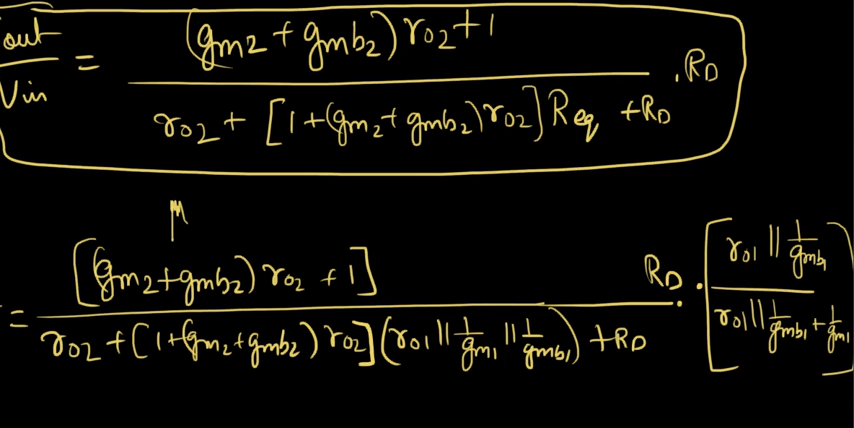 out/Vin = ((gm2 + gmb2) ro2 + 1) / (ro2 + [1 + (gm2 + gmb2) ro2] Req + RD) . RD
= [(gm2 + gmb2) ro2 + 1] RD / (ro2 + [1 + (gm2 + gmb2) ro2] (ro1 || 1/gm1 || 1/gmb1) + RD) . [(ro1 || 1/gmb1) / (ro1 || 1/gmb1 + 1/gm1)]